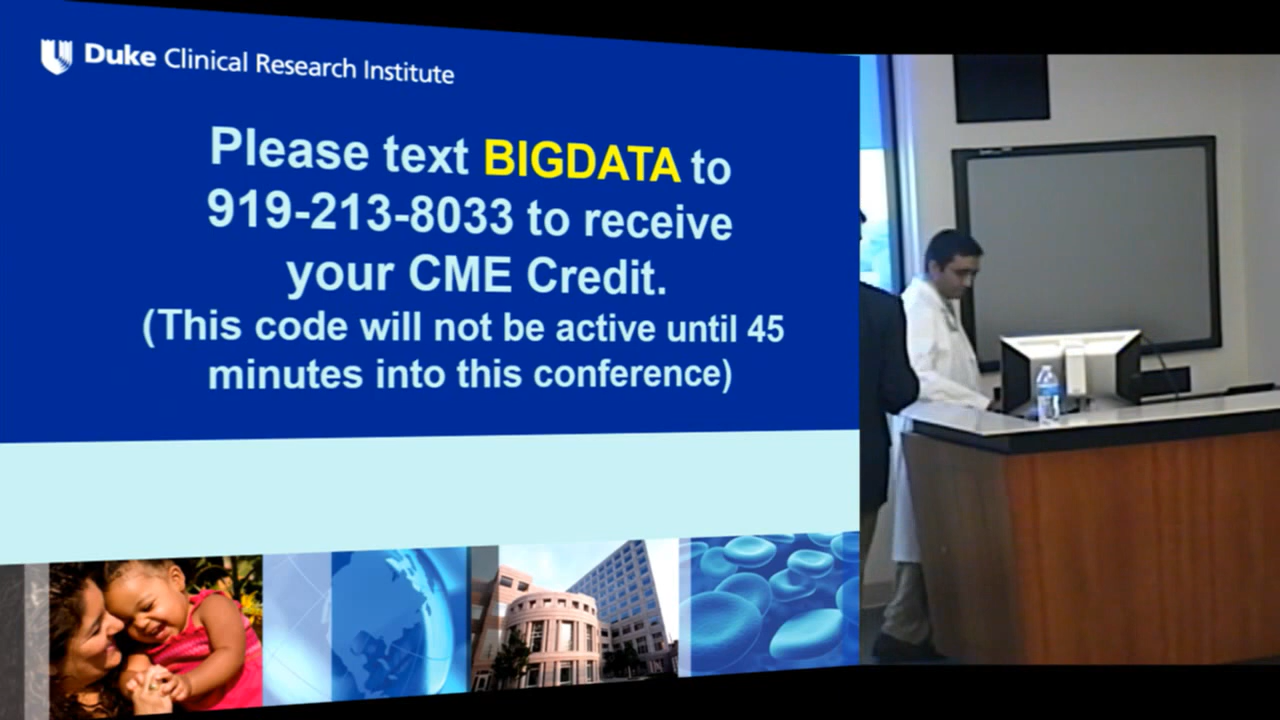 Duke Clinical Research Institute
Please text BIGDATA to
919-213-8033 to receive
your CME Credit.
(This code will not be active until 45
minutes into this conference)